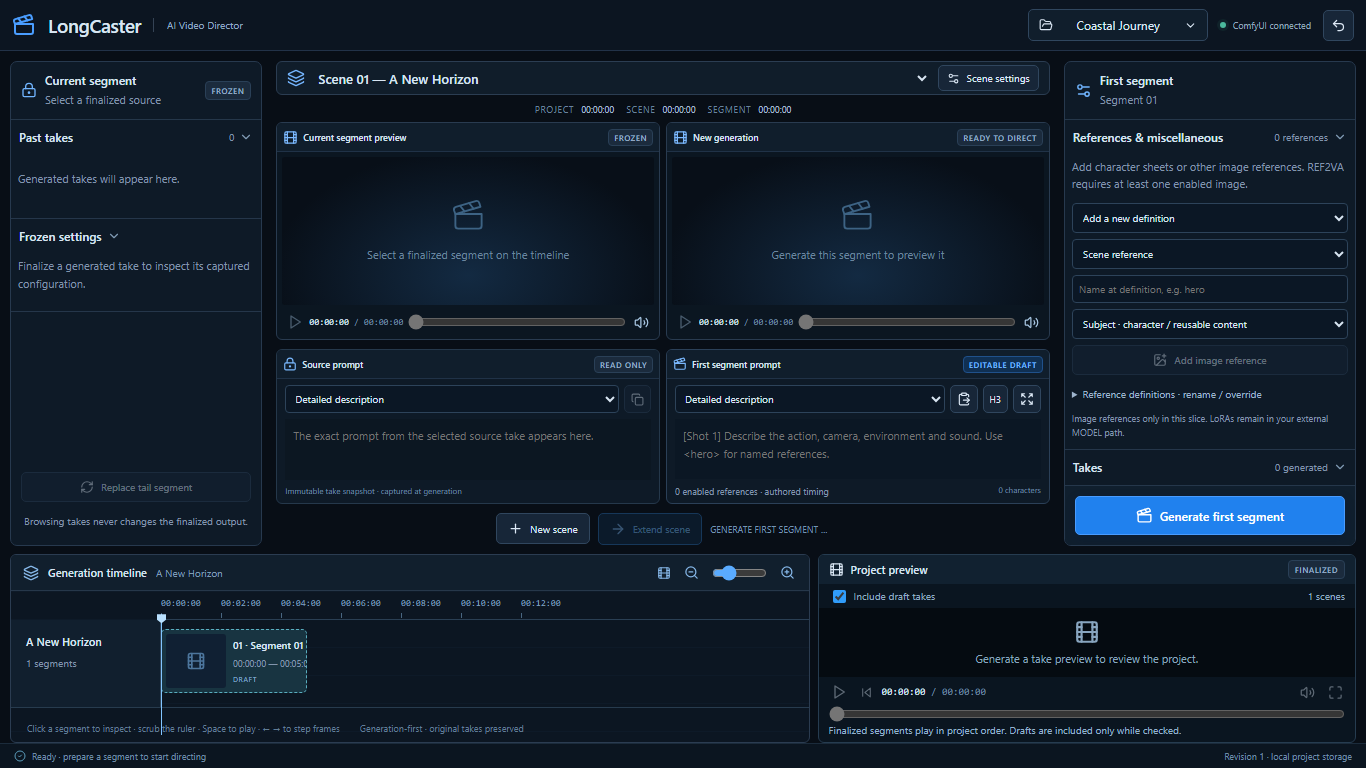 LongCaster
AI Video Director
Coastal Journey
ComfyUI connected
Current segment
Select a finalized source
FROZEN
Past takes
0
Generated takes will appear here.
Frozen settings
Finalize a generated take to inspect its captured
configuration.
Replace tail segment
Browsing takes never changes the finalized output.
Scene 01 — A New Horizon
Scene settings
PROJECT 00:00:00 SCENE 00:00:00 SEGMENT 00:00:00
Current segment preview
FROZEN
Select a finalized segment on the timeline
00:00:00 / 00:00:00
New generation
READY TO DIRECT
Generate this segment to preview it
00:00:00 / 00:00:00
Source prompt
READ ONLY
Detailed description
The exact prompt from the selected source take appears here.
Immutable take snapshot · captured at generation
First segment prompt
EDITABLE DRAFT
Detailed description
H3
[Shot 1] Describe the action, camera, environment and sound. Use
<hero> for named references.
0 enabled references · authored timing
0 characters
New scene
Extend scene
GENERATE FIRST SEGMENT ...
First segment
Segment 01
References & miscellaneous
0 references
Add character sheets or other image references. REF2VA
requires at least one enabled image.
Add a new definition
Scene reference
Name at definition, e.g. hero
Subject · character / reusable content
Add image reference
Reference definitions · rename / override
Image references only in this slice. LoRAs remain in your external
MODEL path.
Takes
0 generated
Generate first segment
Generation timeline
A New Horizon
00:00:00 00:02:00 00:04:00 00:06:00 00:08:00 00:10:00 00:12:00
A New Horizon
1 segments
01 · Segment 01
00:00:00 — 00:05:0
DRAFT
Click a segment to inspect · scrub the ruler · Space to play · ← → to step frames
Generation-first · original takes preserved
Project preview
FINALIZED
Include draft takes
1 scenes
Generate a take preview to review the project.
00:00:00 / 00:00:00
Finalized segments play in project order. Drafts are included only while checked.
Ready · prepare a segment to start directing
Revision 1 · local project storage